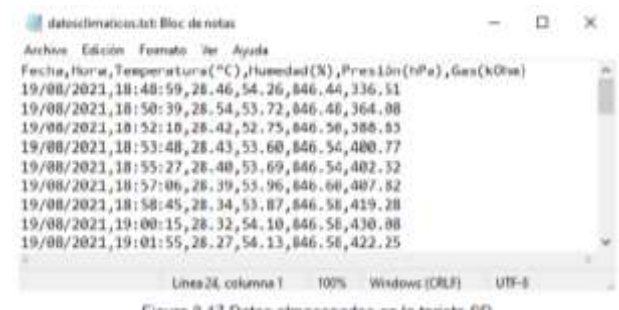 datosclimaticos.txt: Bloc de notas
Archivo Edición Formato Ver Ayuda
Fecha,Hora,Temperatura(°C),Humedad(%),Presión(hPa),Gas(kOhm)
19/08/2021,18:48:59,28.46,54.26,846.44,336.51
19/08/2021,18:50:39,28.54,53.72,846.48,364.08
19/08/2021,18:52:18,28.42,52.75,846.50,388.83
19/08/2021,18:53:48,28.43,53.60,846.54,400.77
19/08/2021,18:55:27,28.40,53.69,846.54,402.32
19/08/2021,18:57:06,28.39,53.96,846.60,407.82
19/08/2021,18:58:45,28.34,53.87,846.58,419.28
19/08/2021,19:00:15,28.32,54.10,846.58,430.08
19/08/2021,19:01:55,28.27,54.13,846.58,422.25
Línea 24, columna 1 100% Windows (CRLF) UTF-8
Datos almacenados en la tarjeta SD